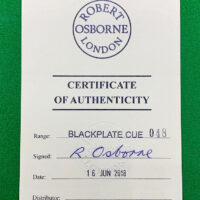 ROBERT
OSBORNE
LONDON
CERTIFICATE
OF AUTHENTICITY
Range: BLACKPLATE CUE 048
Signed: R. Osborne
Date: 16 JUN 2018
Distributor: